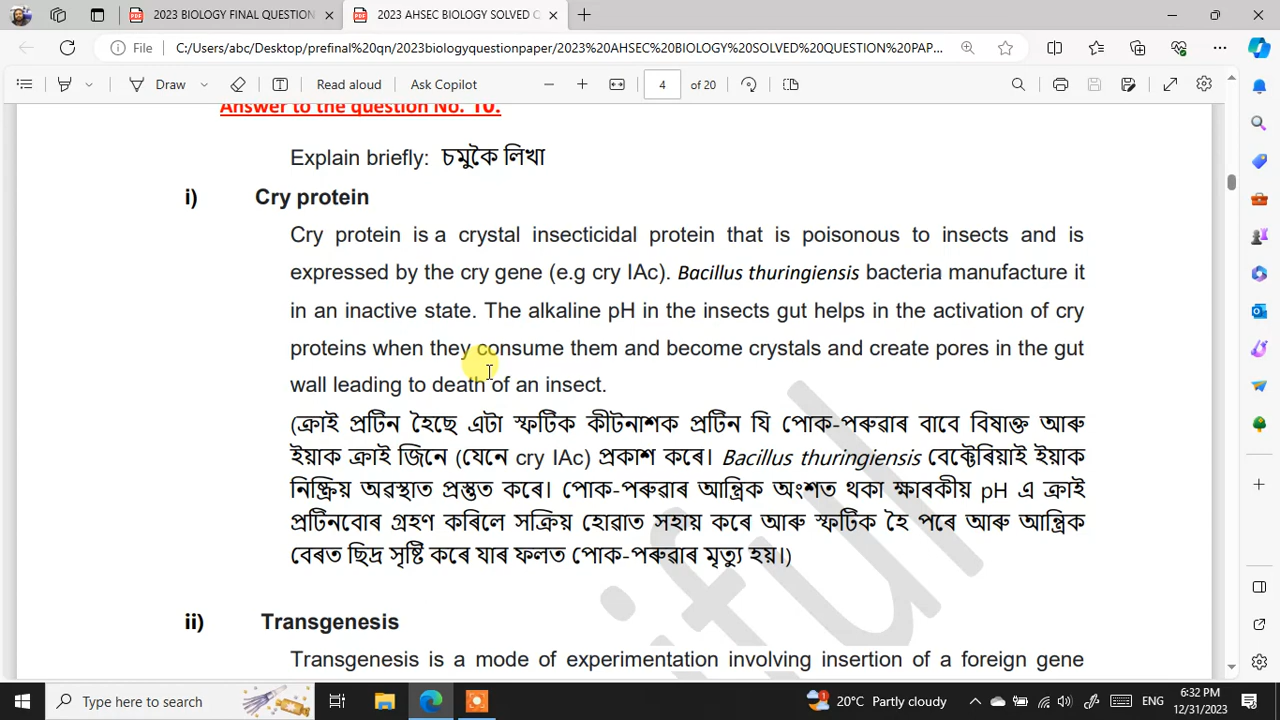 2023 BIOLOGY FINAL QUESTION
2023 AHSEC BIOLOGY SOLVED Q
File
C:/Users/abc/Desktop/prefinal%20qn/2023biologyquestionpaper/2023%20AHSEC%20BIOLOGY%20SOLVED%20QUESTION%20PAP...
Draw
Read aloud
Ask Copilot
4 of 20
Answer to the question No. 10.
Explain briefly: চমুকৈ লিখা
i) Cry protein
Cry protein is a crystal insecticidal protein that is poisonous to insects and is
expressed by the cry gene (e.g cry IAc). Bacillus thuringiensis bacteria manufacture it
in an inactive state. The alkaline pH in the insects gut helps in the activation of cry
proteins when they consume them and become crystals and create pores in the gut
wall leading to death of an insect.
(ক্ৰাই প্ৰটিন হৈছে এটা স্ফটিক কীটনাশক প্ৰটিন যি পোক-পৰুৱাৰ বাবে বিষাক্ত আৰু
ইয়াক ক্ৰাই জিনে (যেনে cry IAc) প্ৰকাশ কৰে। Bacillus thuringiensis বেক্টেৰিয়াই ইয়াক
নিষ্ক্ৰিয় অৱস্থাত প্ৰস্তুত কৰে। পোক-পৰুৱাৰ আন্ত্ৰিক অংশত থকা ক্ষাৰকীয় pH এ ক্ৰাই
প্ৰটিনবোৰ গ্ৰহণ কৰিলে সক্ৰিয় হোৱাত সহায় কৰে আৰু স্ফটিক হৈ পৰে আৰু আন্ত্ৰিক
বেৰত ছিদ্ৰ সৃষ্টি কৰে যাৰ ফলত পোক-পৰুৱাৰ মৃত্যু হয়।)
ii) Transgenesis
Transgenesis is a mode of experimentation involving insertion of a foreign gene
Type here to search
20°C Partly cloudy
ENG
6:32 PM
12/31/2023